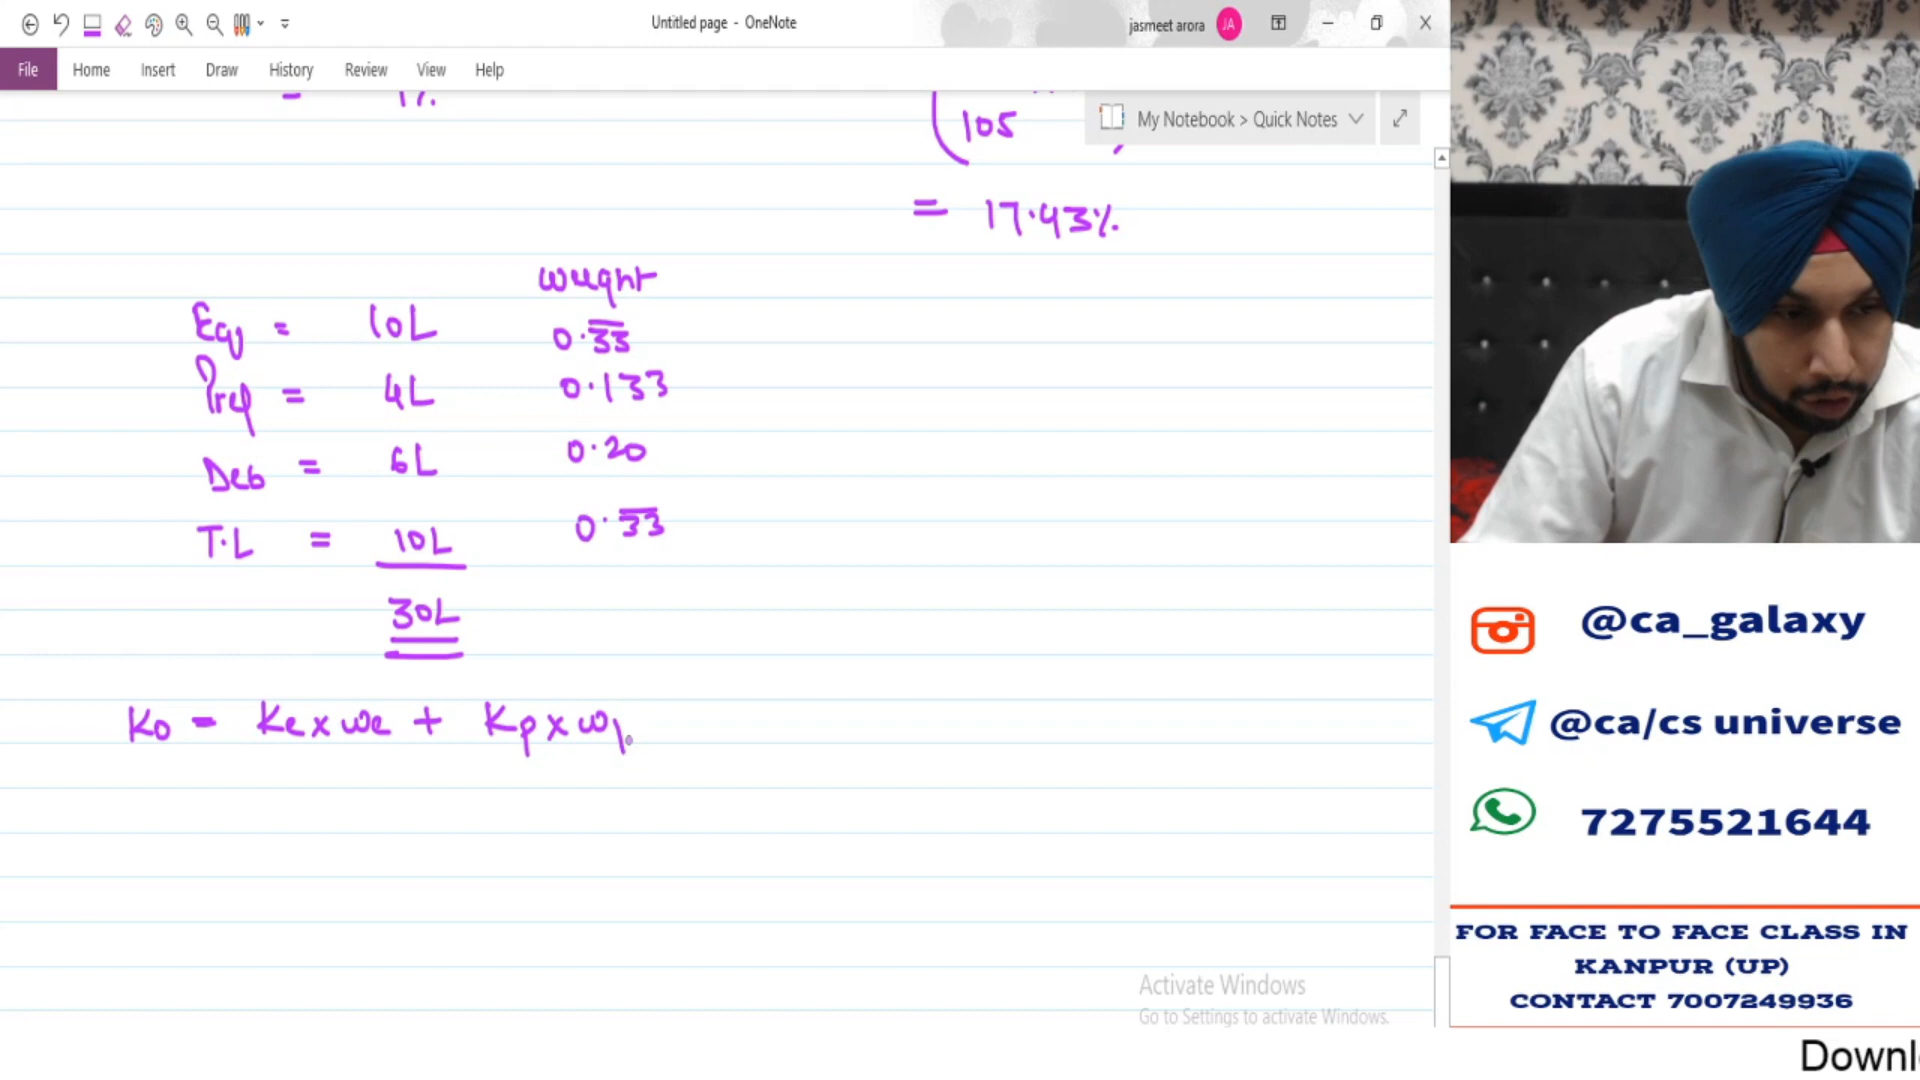 Untitled page - OneNote
jasmeet arora
JA
File
Home
Insert
Draw
History
Review
View
Help
My Notebook > Quick Notes
= 1%
105
= 17.43%
weight
Equ = 10L 0.33
Pref = 4L 0.133
Deb = 6L 0.20
T.L = 10L 0.33
30L
Ko = Ke x we + Kp x wp
Activate Windows
Go to Settings to activate Windows.
@ca_galaxy
@ca/cs universe
7275521644
FOR FACE TO FACE CLASS IN
KANPUR (UP)
CONTACT 7007249936